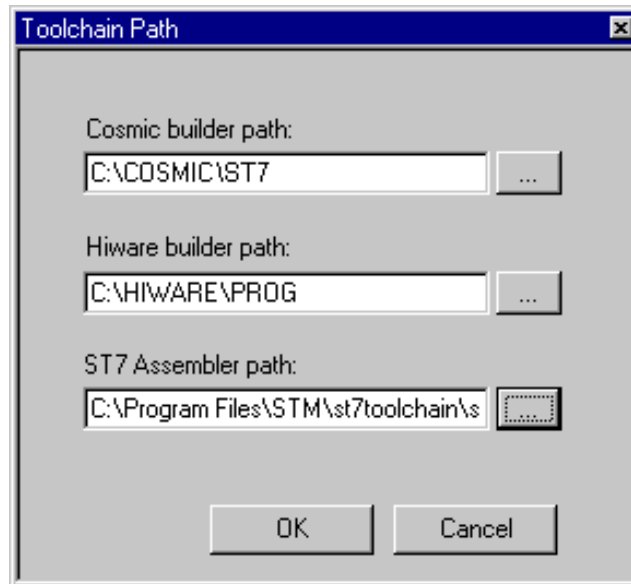 Toolchain Path
Cosmic builder path:
C:\COSMIC\ST7
...
Hiware builder path:
C:\HIWARE\PROG
...
ST7 Assembler path:
C:\Program Files\STM\st7toolchain\s
...
OK
Cancel